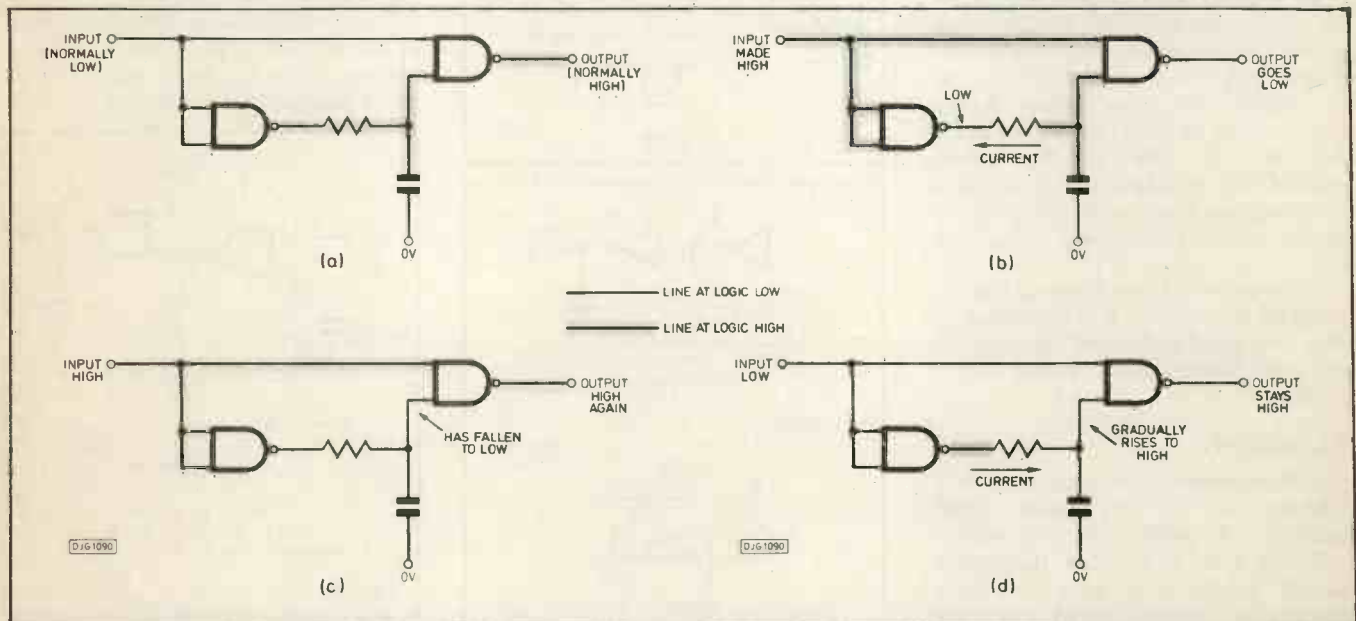 INPUT
(NORMALLY
LOW)
OUTPUT
(NORMALLY
HIGH)
0V
(a)
INPUT
MADE
HIGH
LOW
CURRENT
OUTPUT
GOES
LOW
0V
(b)
LINE AT LOGIC LOW
LINE AT LOGIC HIGH
INPUT
HIGH
OUTPUT
HIGH
AGAIN
HAS FALLEN
TO LOW
0V
DJG1090
(c)
INPUT
LOW
OUTPUT
STAYS
HIGH
GRADUALLY
RISES TO
HIGH
CURRENT
0V
DJG1090
(d)